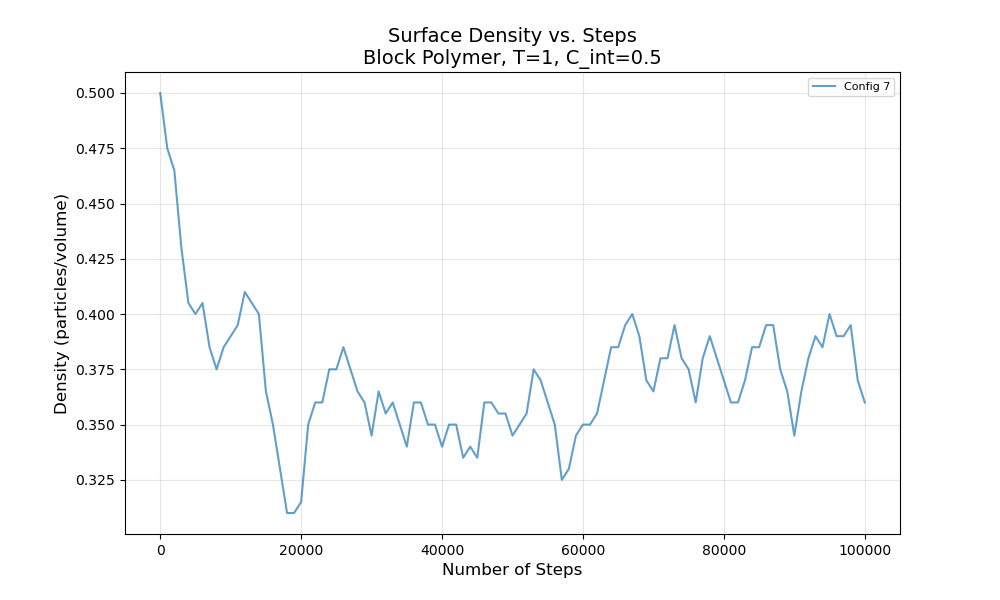 Surface Density vs. Steps
Block Polymer, T=1, C_int=0.5
Config 7
Density (particles/volume)
0.500
0.475
0.450
0.425
0.400
0.375
0.350
0.325
0 20000 40000 60000 80000 100000
Number of Steps